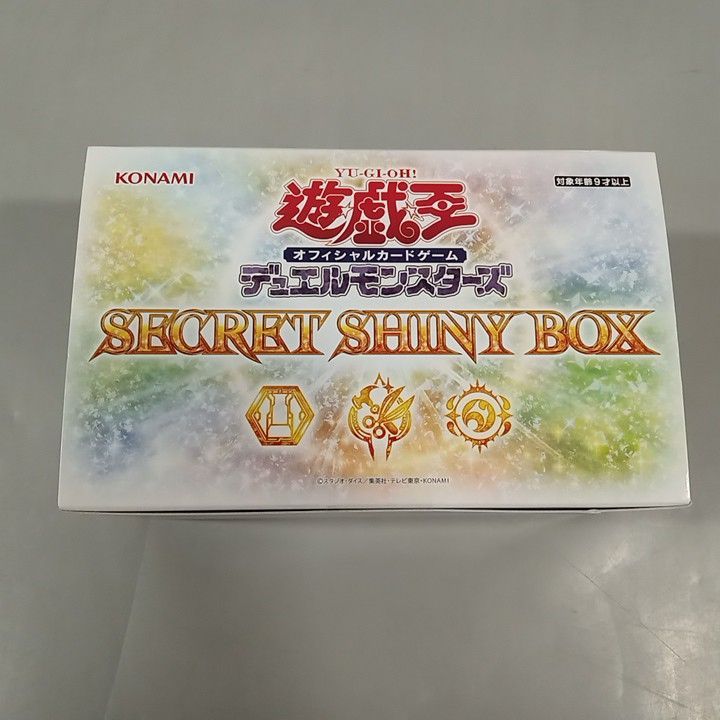 KONAMI
YU-GI-OH!
対象年齢9才以上
遊戯王
オフィシャルカードゲーム
デュエルモンスターズ
SECRET SHINY BOX
©スタジオ・ダイス／集英社・テレビ東京・KONAMI